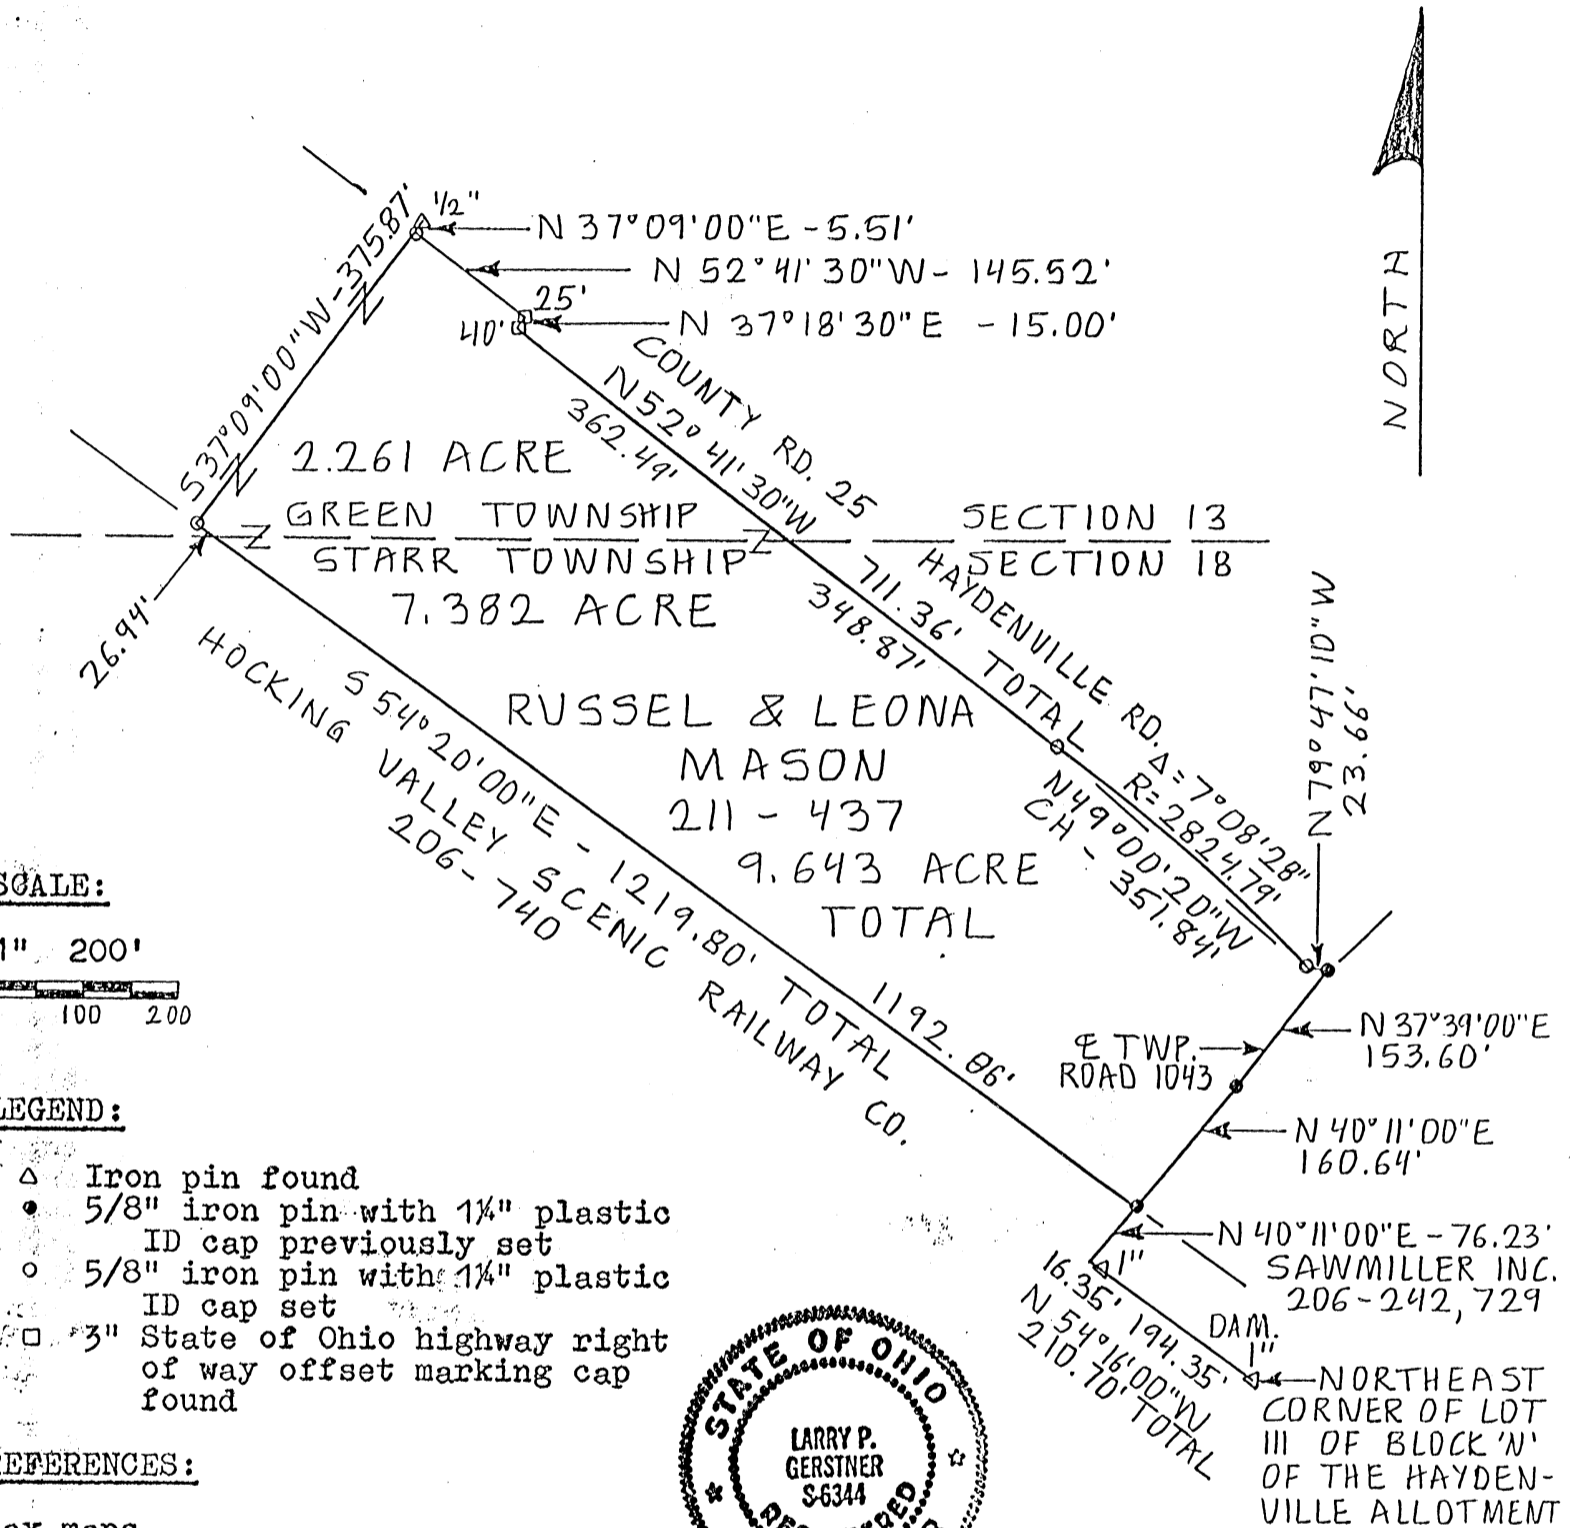 1/2"
N 37°09'00"E - 5.51'
N 52°41'30"W - 145.52'
25'
40'
N 37°18'30"E - 15.00'
S 37°09'00"W - 375.87'
NORTH
COUNTY RD. 25
HAYDENVILLE RD.
N 52° 41' 30"W
362.49'
711.36' TOTAL
348.87'
2.261 ACRE
GREEN TOWNSHIP
STARR TOWNSHIP
7.382 ACRE
SECTION 13
SECTION 18
26.94'
RUSSEL & LEONA
MASON
211 - 437
9.643 ACRE
TOTAL
S 54° 20'00"E - 1219.80' TOTAL
1192.86'
HOCKING VALLEY SCENIC RAILWAY CO.
206-740
Δ = 7°08'28"
R = 2824.79'
N 49°00'20"W
CH - 351.84'
N 79° 47' 10" W
23.66'
N 37°39'00"E
153.60'
℄ TWP.
ROAD 1043
N 40°11'00"E
160.64'
N 40°11'00"E - 76.23'
SAWMILLER INC.
206-242, 729
1"
16.35' 194.35'
N 54°16'00"W
210.70' TOTAL
DAM.
1"
NORTHEAST
CORNER OF LOT
111 OF BLOCK 'N'
OF THE HAYDEN-
VILLE ALLOTMENT
SCALE:
1" 200'
100 200
LEGEND:
Iron pin found
5/8" iron pin with 1¼" plastic
ID cap previously set
5/8" iron pin with 1¼" plastic
ID cap set
3" State of Ohio highway right
of way offset marking cap
found
REFERENCES:
STATE OF OHIO
LARRY P.
GERSTNER
S-6344